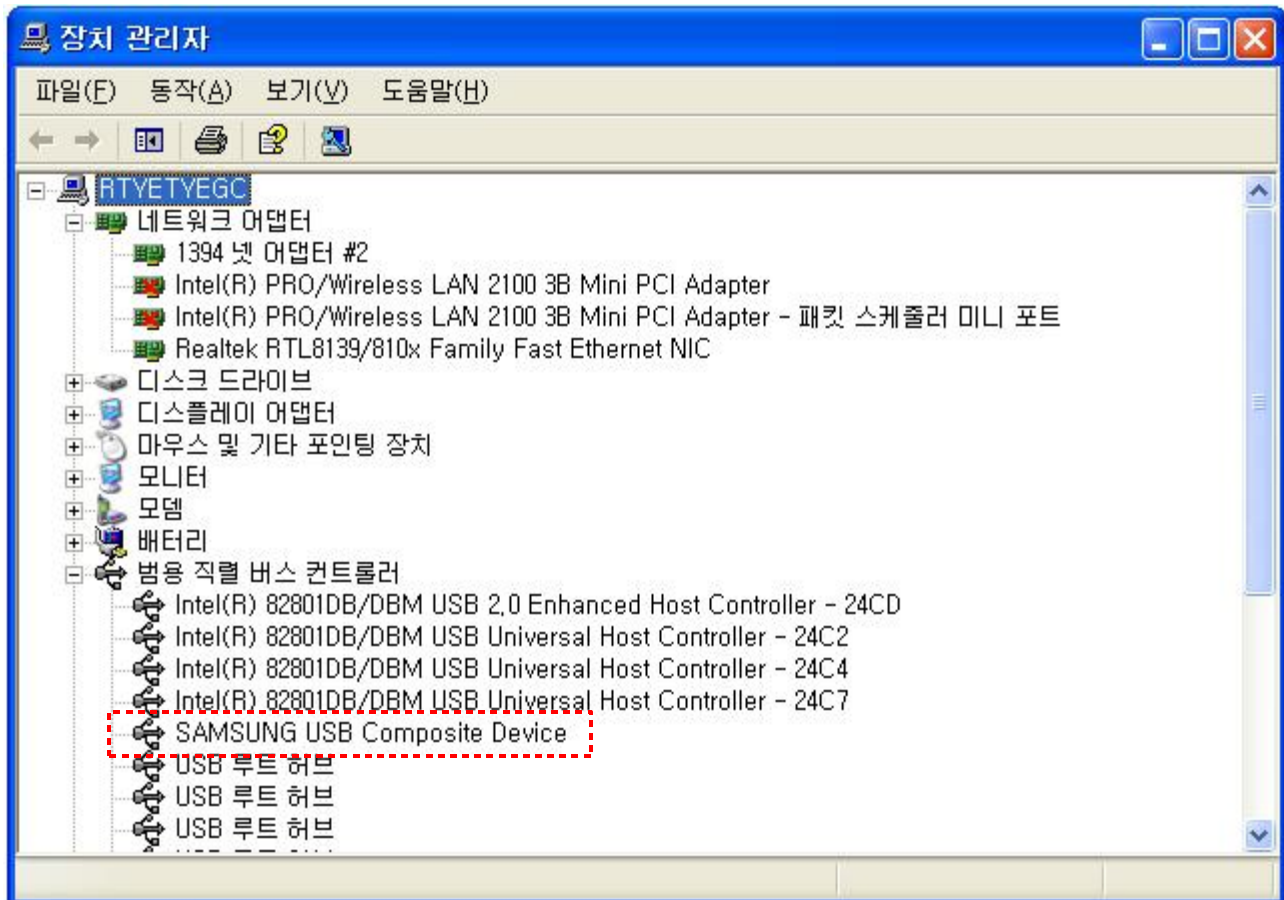 장치 관리자
파일(F) 동작(A) 보기(V) 도움말(H)
RTYETYEGC
네트워크 어댑터
1394 넷 어댑터 #2
Intel(R) PRO/Wireless LAN 2100 3B Mini PCI Adapter
Intel(R) PRO/Wireless LAN 2100 3B Mini PCI Adapter - 패킷 스케줄러 미니 포트
Realtek RTL8139/810x Family Fast Ethernet NIC
디스크 드라이브
디스플레이 어댑터
마우스 및 기타 포인팅 장치
모니터
모뎀
배터리
범용 직렬 버스 컨트롤러
Intel(R) 82801DB/DBM USB 2.0 Enhanced Host Controller - 24CD
Intel(R) 82801DB/DBM USB Universal Host Controller - 24C2
Intel(R) 82801DB/DBM USB Universal Host Controller - 24C4
Intel(R) 82801DB/DBM USB Universal Host Controller - 24C7
SAMSUNG USB Composite Device
USB 루트 허브
USB 루트 허브
USB 루트 허브